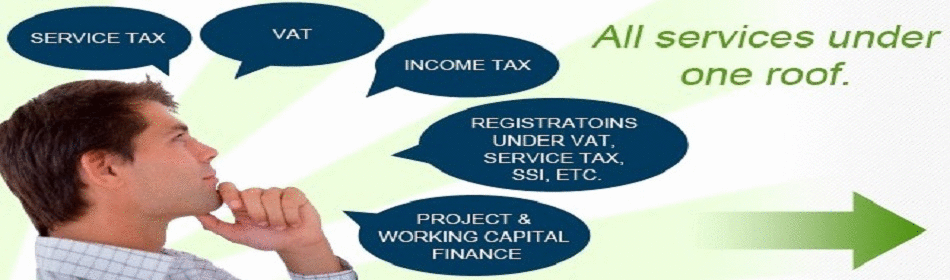 SERVICE TAX
VAT
INCOME TAX
REGISTRATOINS
UNDER VAT,
SERVICE TAX,
SSI, ETC.
PROJECT &
WORKING CAPITAL
FINANCE
All services under
one roof.